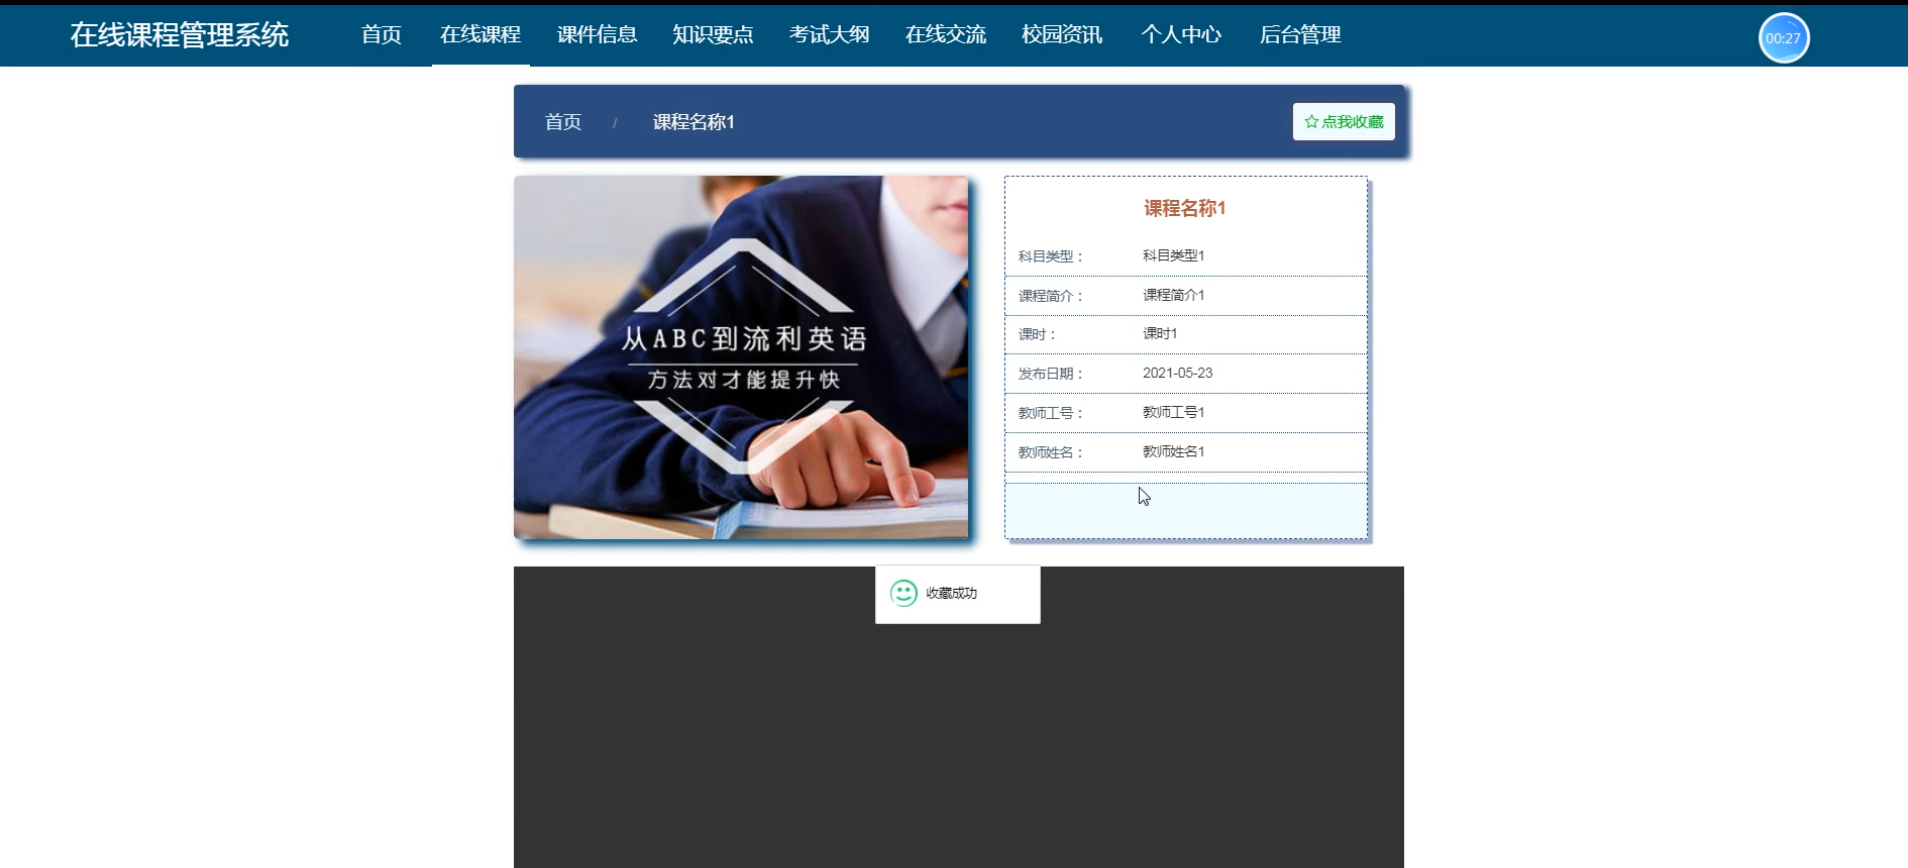 在线课程管理系统 首页 在线课程 课件信息 知识要点 考试大纲 在线交流 校园资讯 个人中心 后台管理 00:27
首页 / 课程名称1 ☆点我收藏
从ABC到流利英语
方法对才能提升快
课程名称1
科目类型： 科目类型1
课程简介： 课程简介1
课时： 课时1
发布日期： 2021-05-23
教师工号： 教师工号1
教师姓名： 教师姓名1
收藏成功